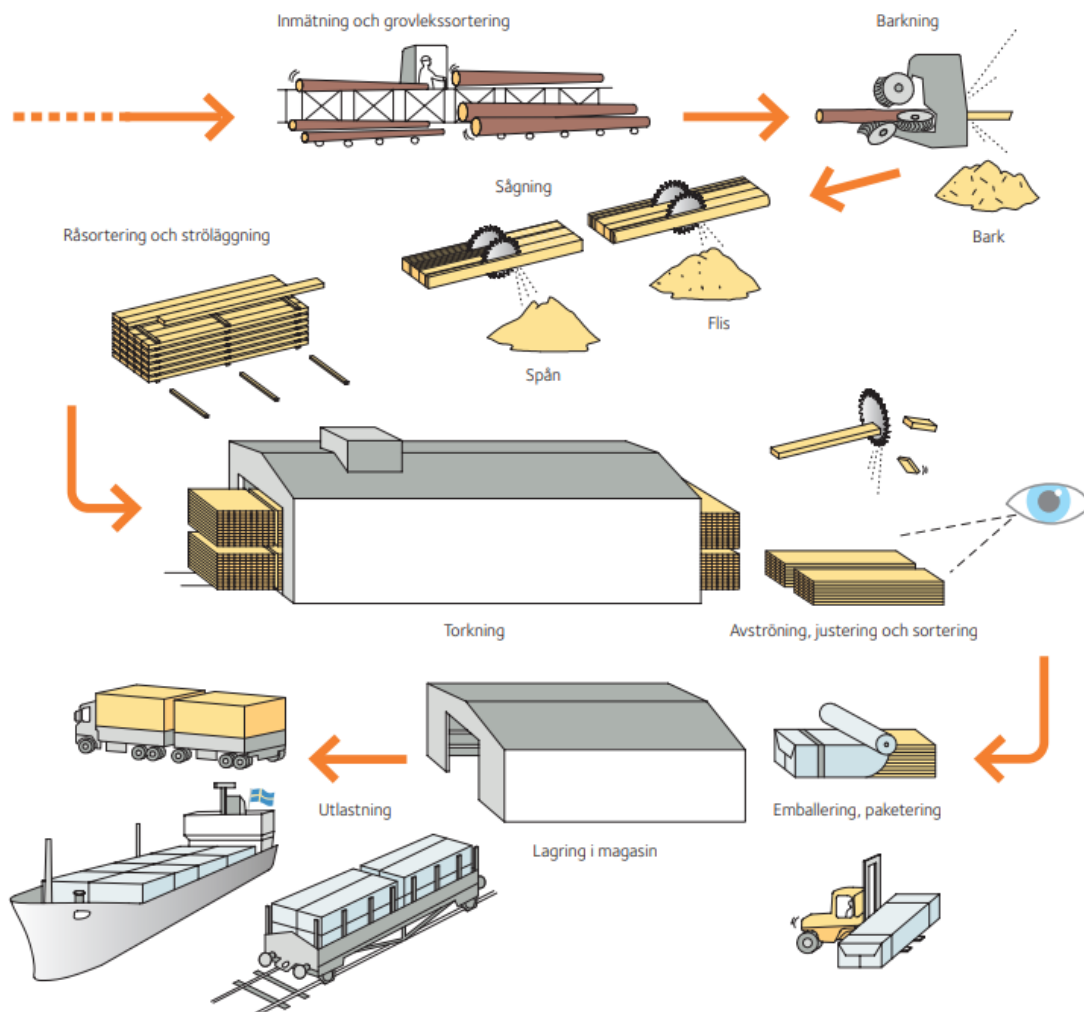 Inmätning och grovlekssortering
Barkning
Sågning
Bark
Råsortering och ströläggning
Flis
Spån
Torkning
Avströning, justering och sortering
Utlastning
Emballering, paketering
Lagring i magasin